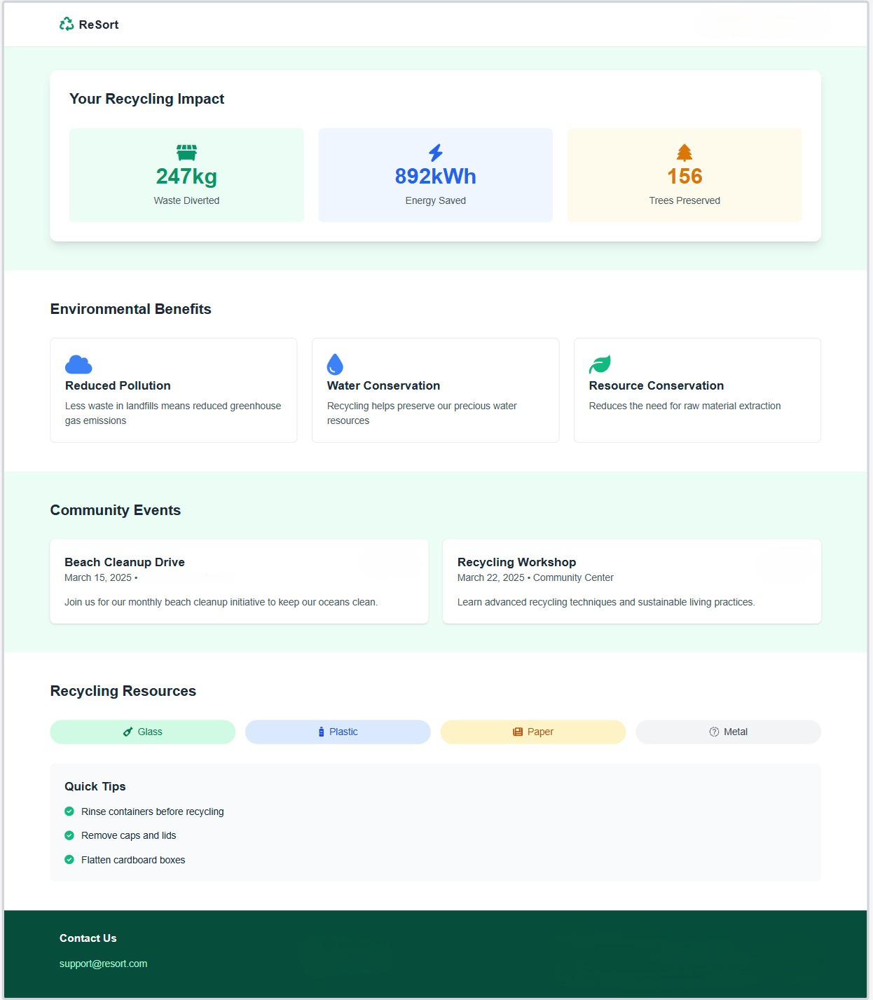 ReSort
Your Recycling Impact
247kg
Waste Diverted
892kWh
Energy Saved
156
Trees Preserved
Environmental Benefits
Reduced Pollution
Less waste in landfills means reduced greenhouse
gas emissions
Water Conservation
Recycling helps preserve our precious water
resources
Resource Conservation
Reduces the need for raw material extraction
Community Events
Beach Cleanup Drive
March 15, 2025 •
Join us for our monthly beach cleanup initiative to keep our oceans clean.
Recycling Workshop
March 22, 2025 • Community Center
Learn advanced recycling techniques and sustainable living practices.
Recycling Resources
Glass
Plastic
Paper
Metal
Quick Tips
Rinse containers before recycling
Remove caps and lids
Flatten cardboard boxes
Contact Us
support@resort.com